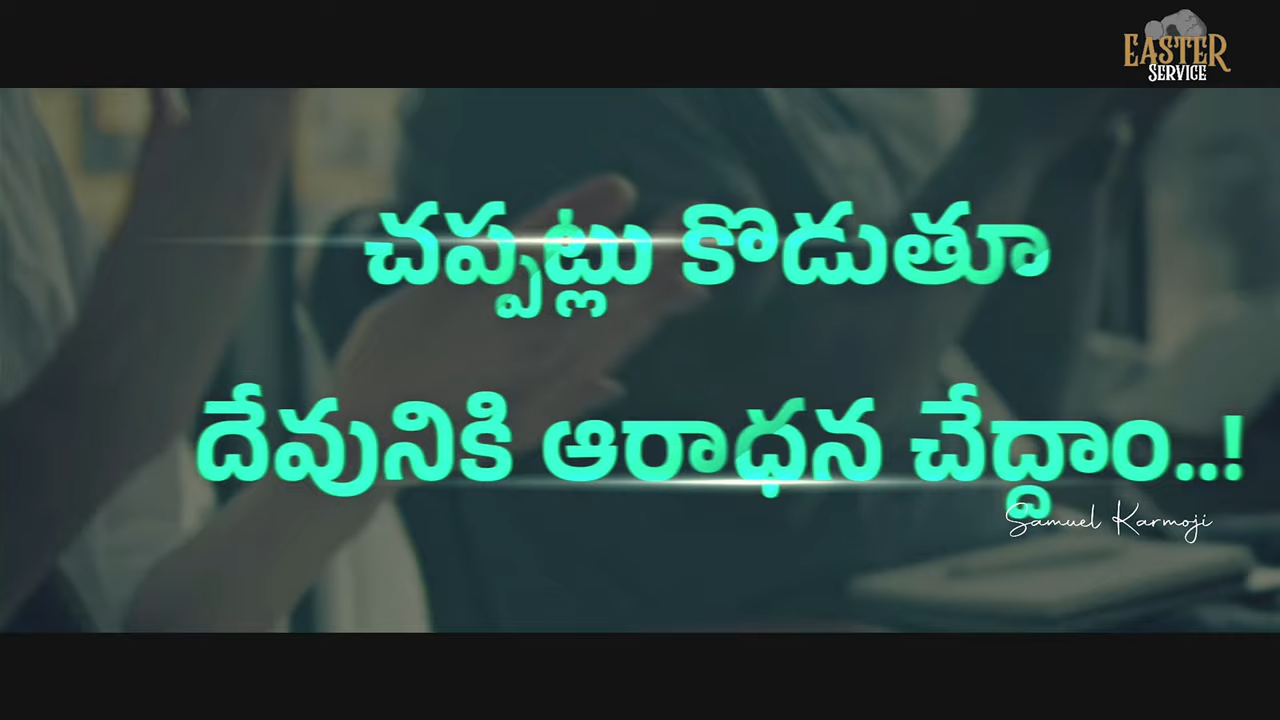 EASTER
SERVICE
చప్పట్లు కొడుతూ
దేవునికి ఆరాధన చేద్దాం..!
Samuel Karmoji